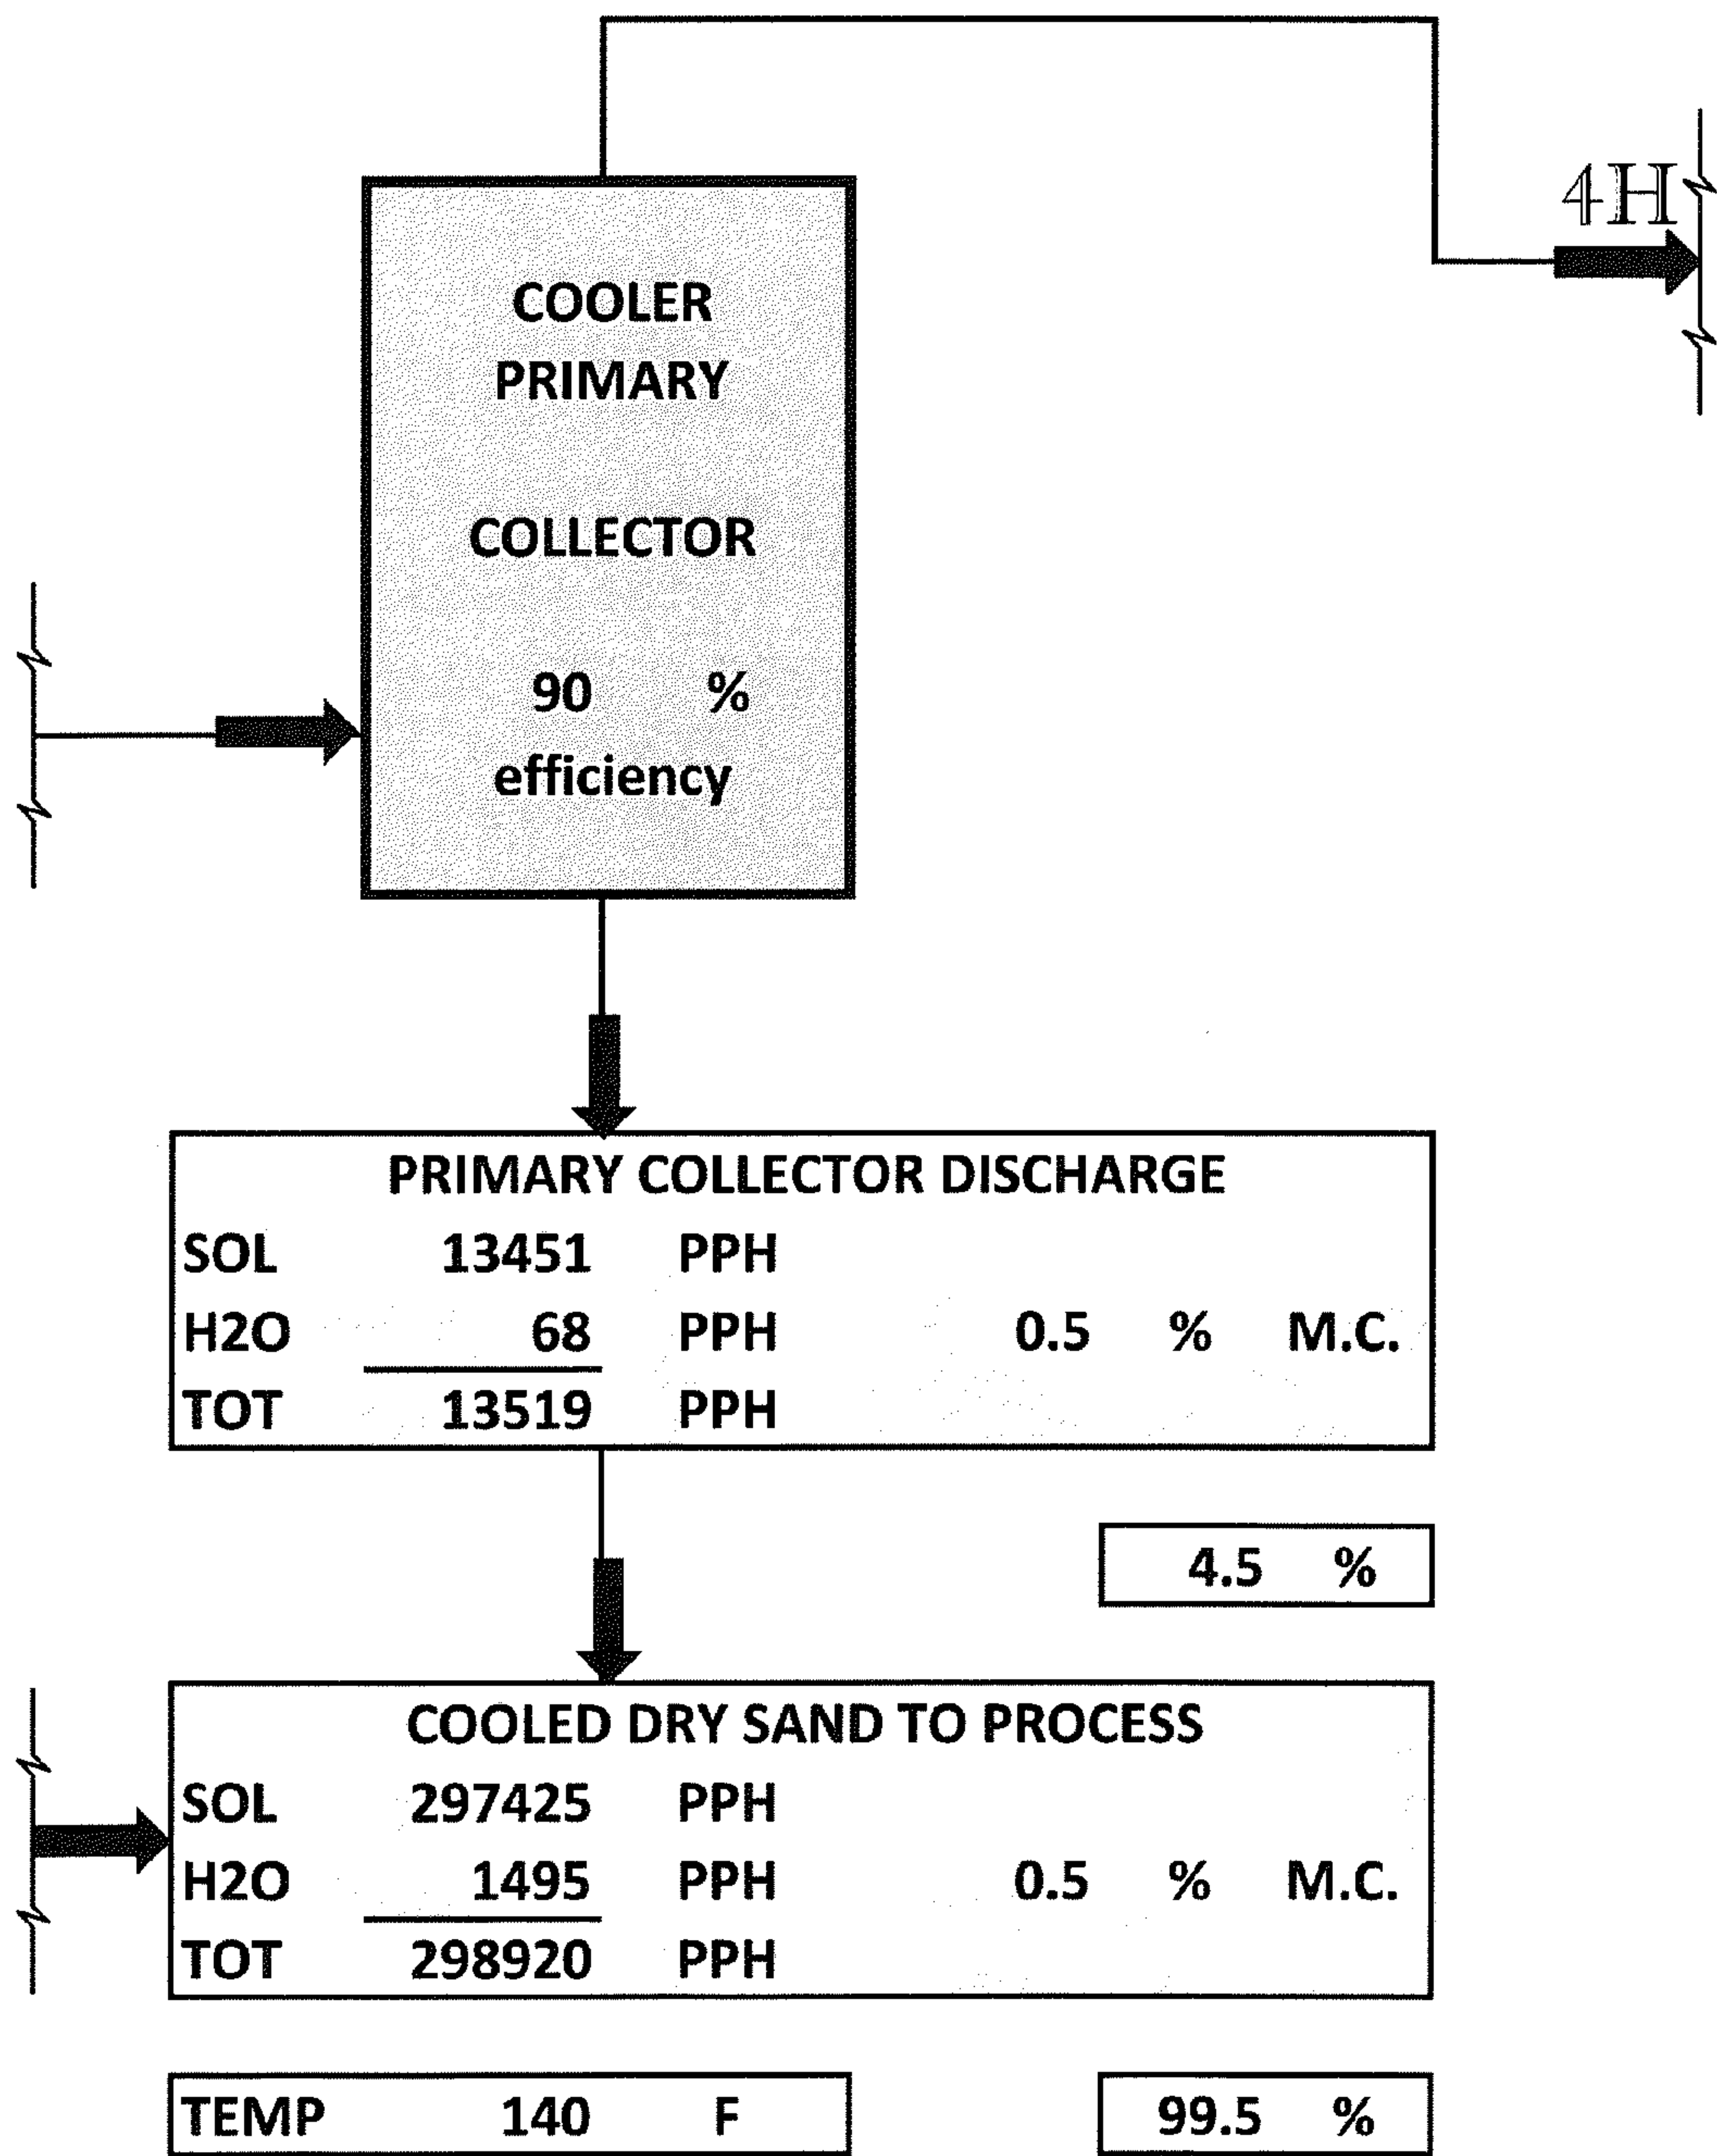 4H
COOLER
PRIMARY
COLLECTOR
90 %
efficiency
PRIMARY COLLECTOR DISCHARGE
SOL 13451 PPH
H2O 68 PPH 0.5 % M.C.
TOT 13519 PPH
4.5 %
COOLED DRY SAND TO PROCESS
SOL 297425 PPH
H2O 1495 PPH 0.5 % M.C.
TOT 298920 PPH
TEMP 140 F 99.5 %